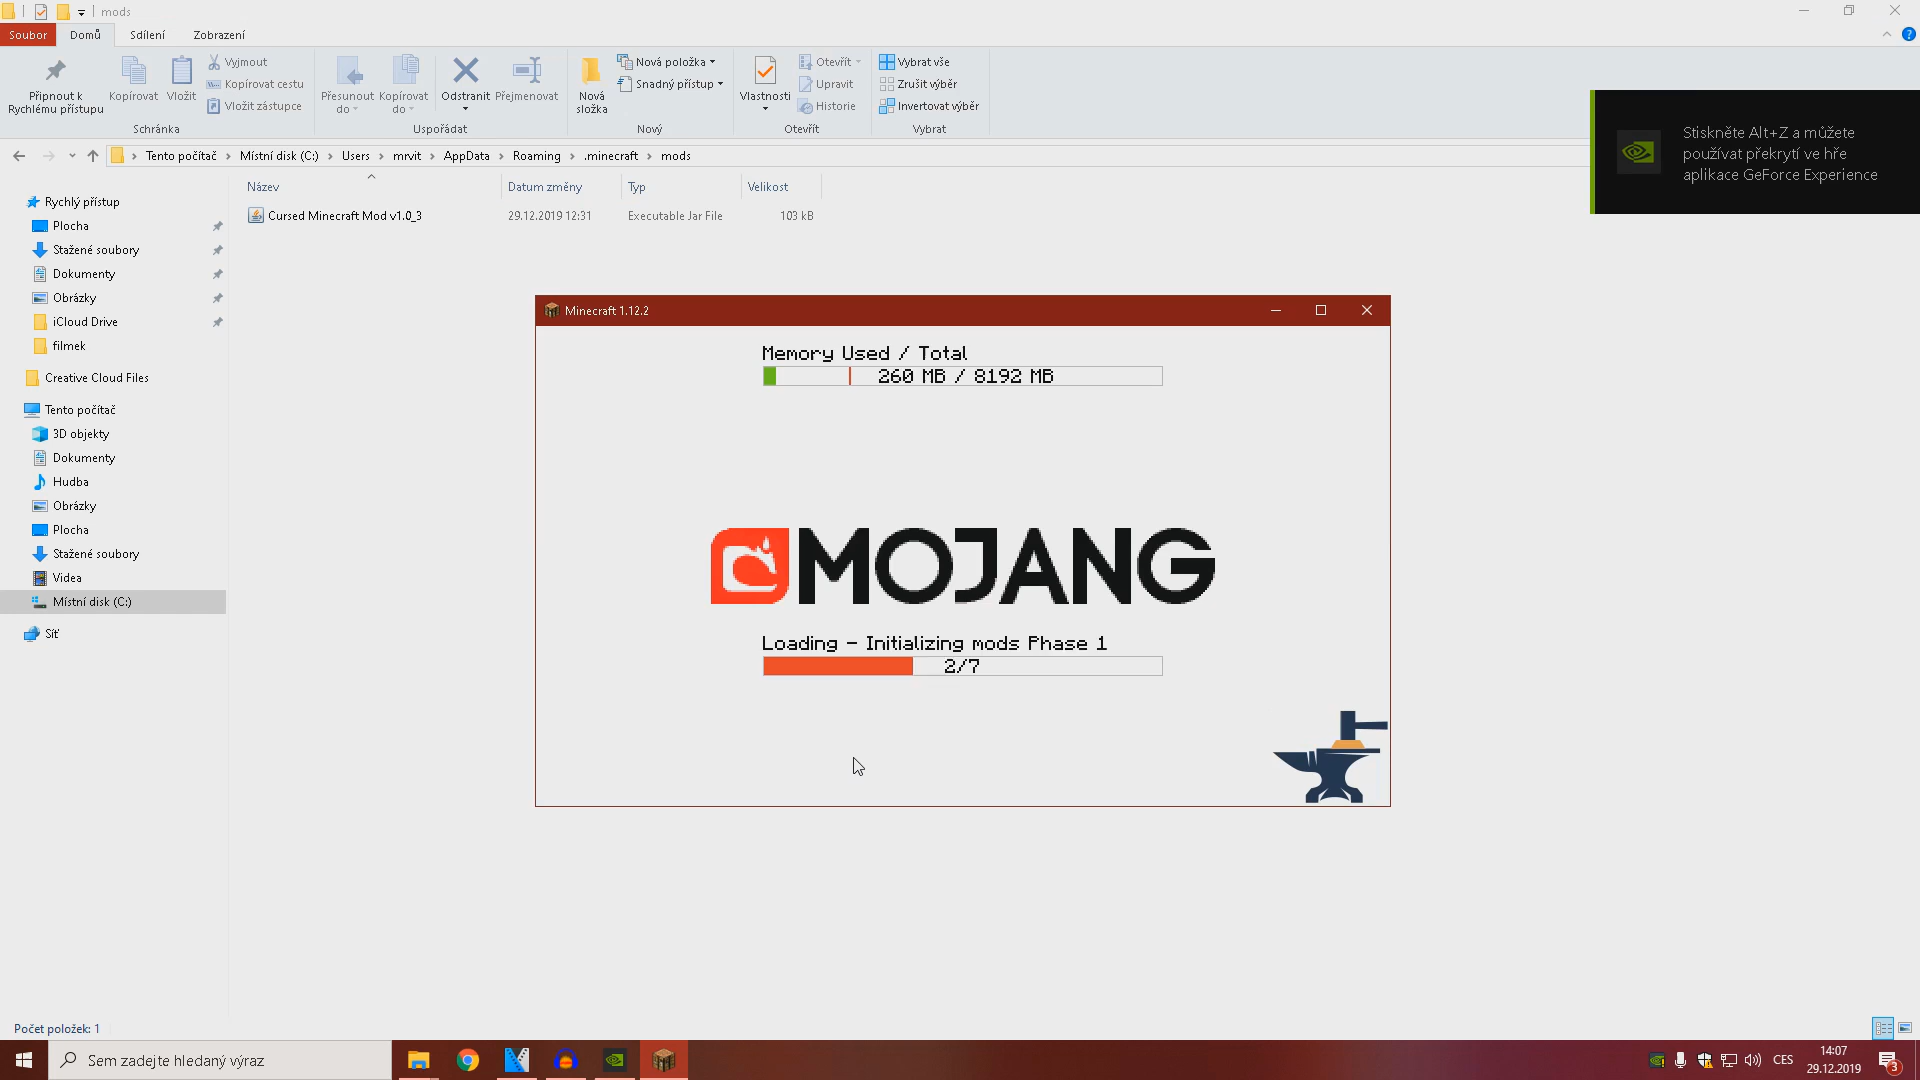 mods
Soubor
Domů
Sdílení
Zobrazení
Připnout k
Rychlému přístupu
Kopírovat
Vložit
Vyjmout
Kopírovat cestu
Vložit zástupce
Schránka
Přesunout
do
Kopírovat
do
Odstranit
Přejmenovat
Uspořádat
Nová
složka
Nová položka
Snadný přístup
Nový
Vlastnosti
Otevřít
Upravit
Historie
Otevřít
Vybrat vše
Zrušit výběr
Invertovat výběr
Vybrat
Tento počítač
Místní disk (C:)
Users
mrvit
AppData
Roaming
.minecraft
mods
Stiskněte Alt+Z a můžete
používat překrytí ve hře
aplikace GeForce Experience
Název
Datum změny
Typ
Velikost
Cursed Minecraft Mod v1.0_3
29.12.2019 12:31
Executable Jar File
103 kB
Rychlý přístup
Plocha
Stažené soubory
Dokumenty
Obrázky
iCloud Drive
filmek
Creative Cloud Files
Tento počítač
3D objekty
Dokumenty
Hudba
Obrázky
Plocha
Stažené soubory
Videa
Místní disk (C:)
Síť
Minecraft 1.12.2
Memory Used / Total
260 MB / 8192 MB
MOJANG
Loading - Initializing mods Phase 1
2/7
Počet položek: 1
Sem zadejte hledaný výraz
CES
14:07
29.12.2019
3